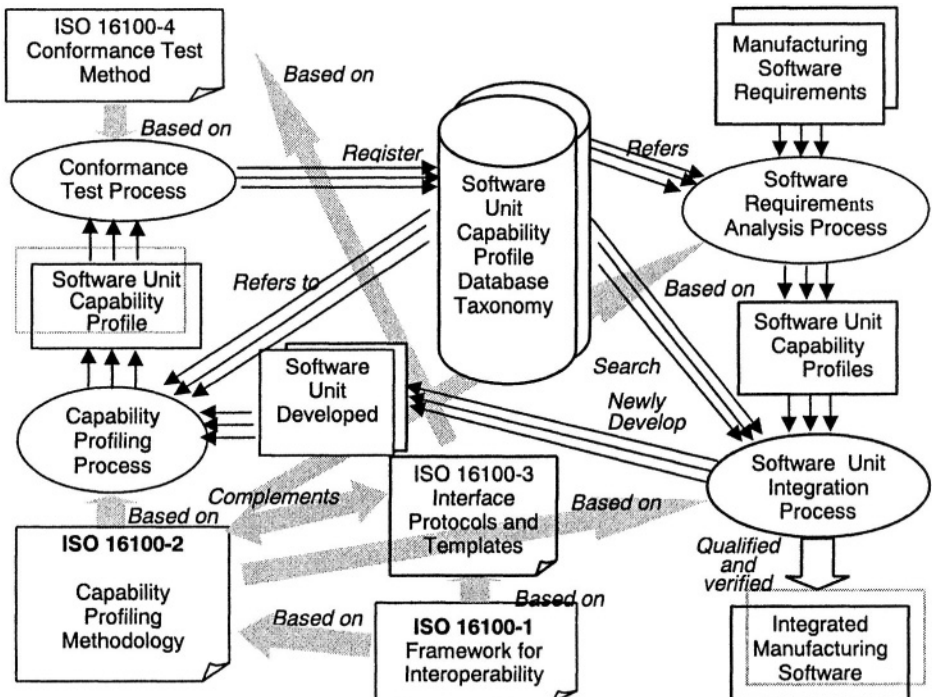 ISO 16100-4
Conformance Test
Method
Based on
Based on
Manufacturing
Software
Requirements
Conformance
Test Process
Reqister
Software
Unit
Capability
Profile
Database
Taxonomy
Refers
Software
Requirements
Analysis Process
Software Unit
Capability
Profile
Refers to
Based on
Software Unit
Capability
Profiles
Search
Newly
Develop
Software
Unit
Developed
Capability
Profiling
Process
Software Unit
Integration
Process
Complements
ISO 16100-3
Interface
Protocols and
Templates
Based on
Based on
ISO 16100-2
Capability
Profiling
Methodology
Based on
Based on
ISO 16100-1
Framework for
Interoperability
Qualified
and
verified
Integrated
Manufacturing
Software